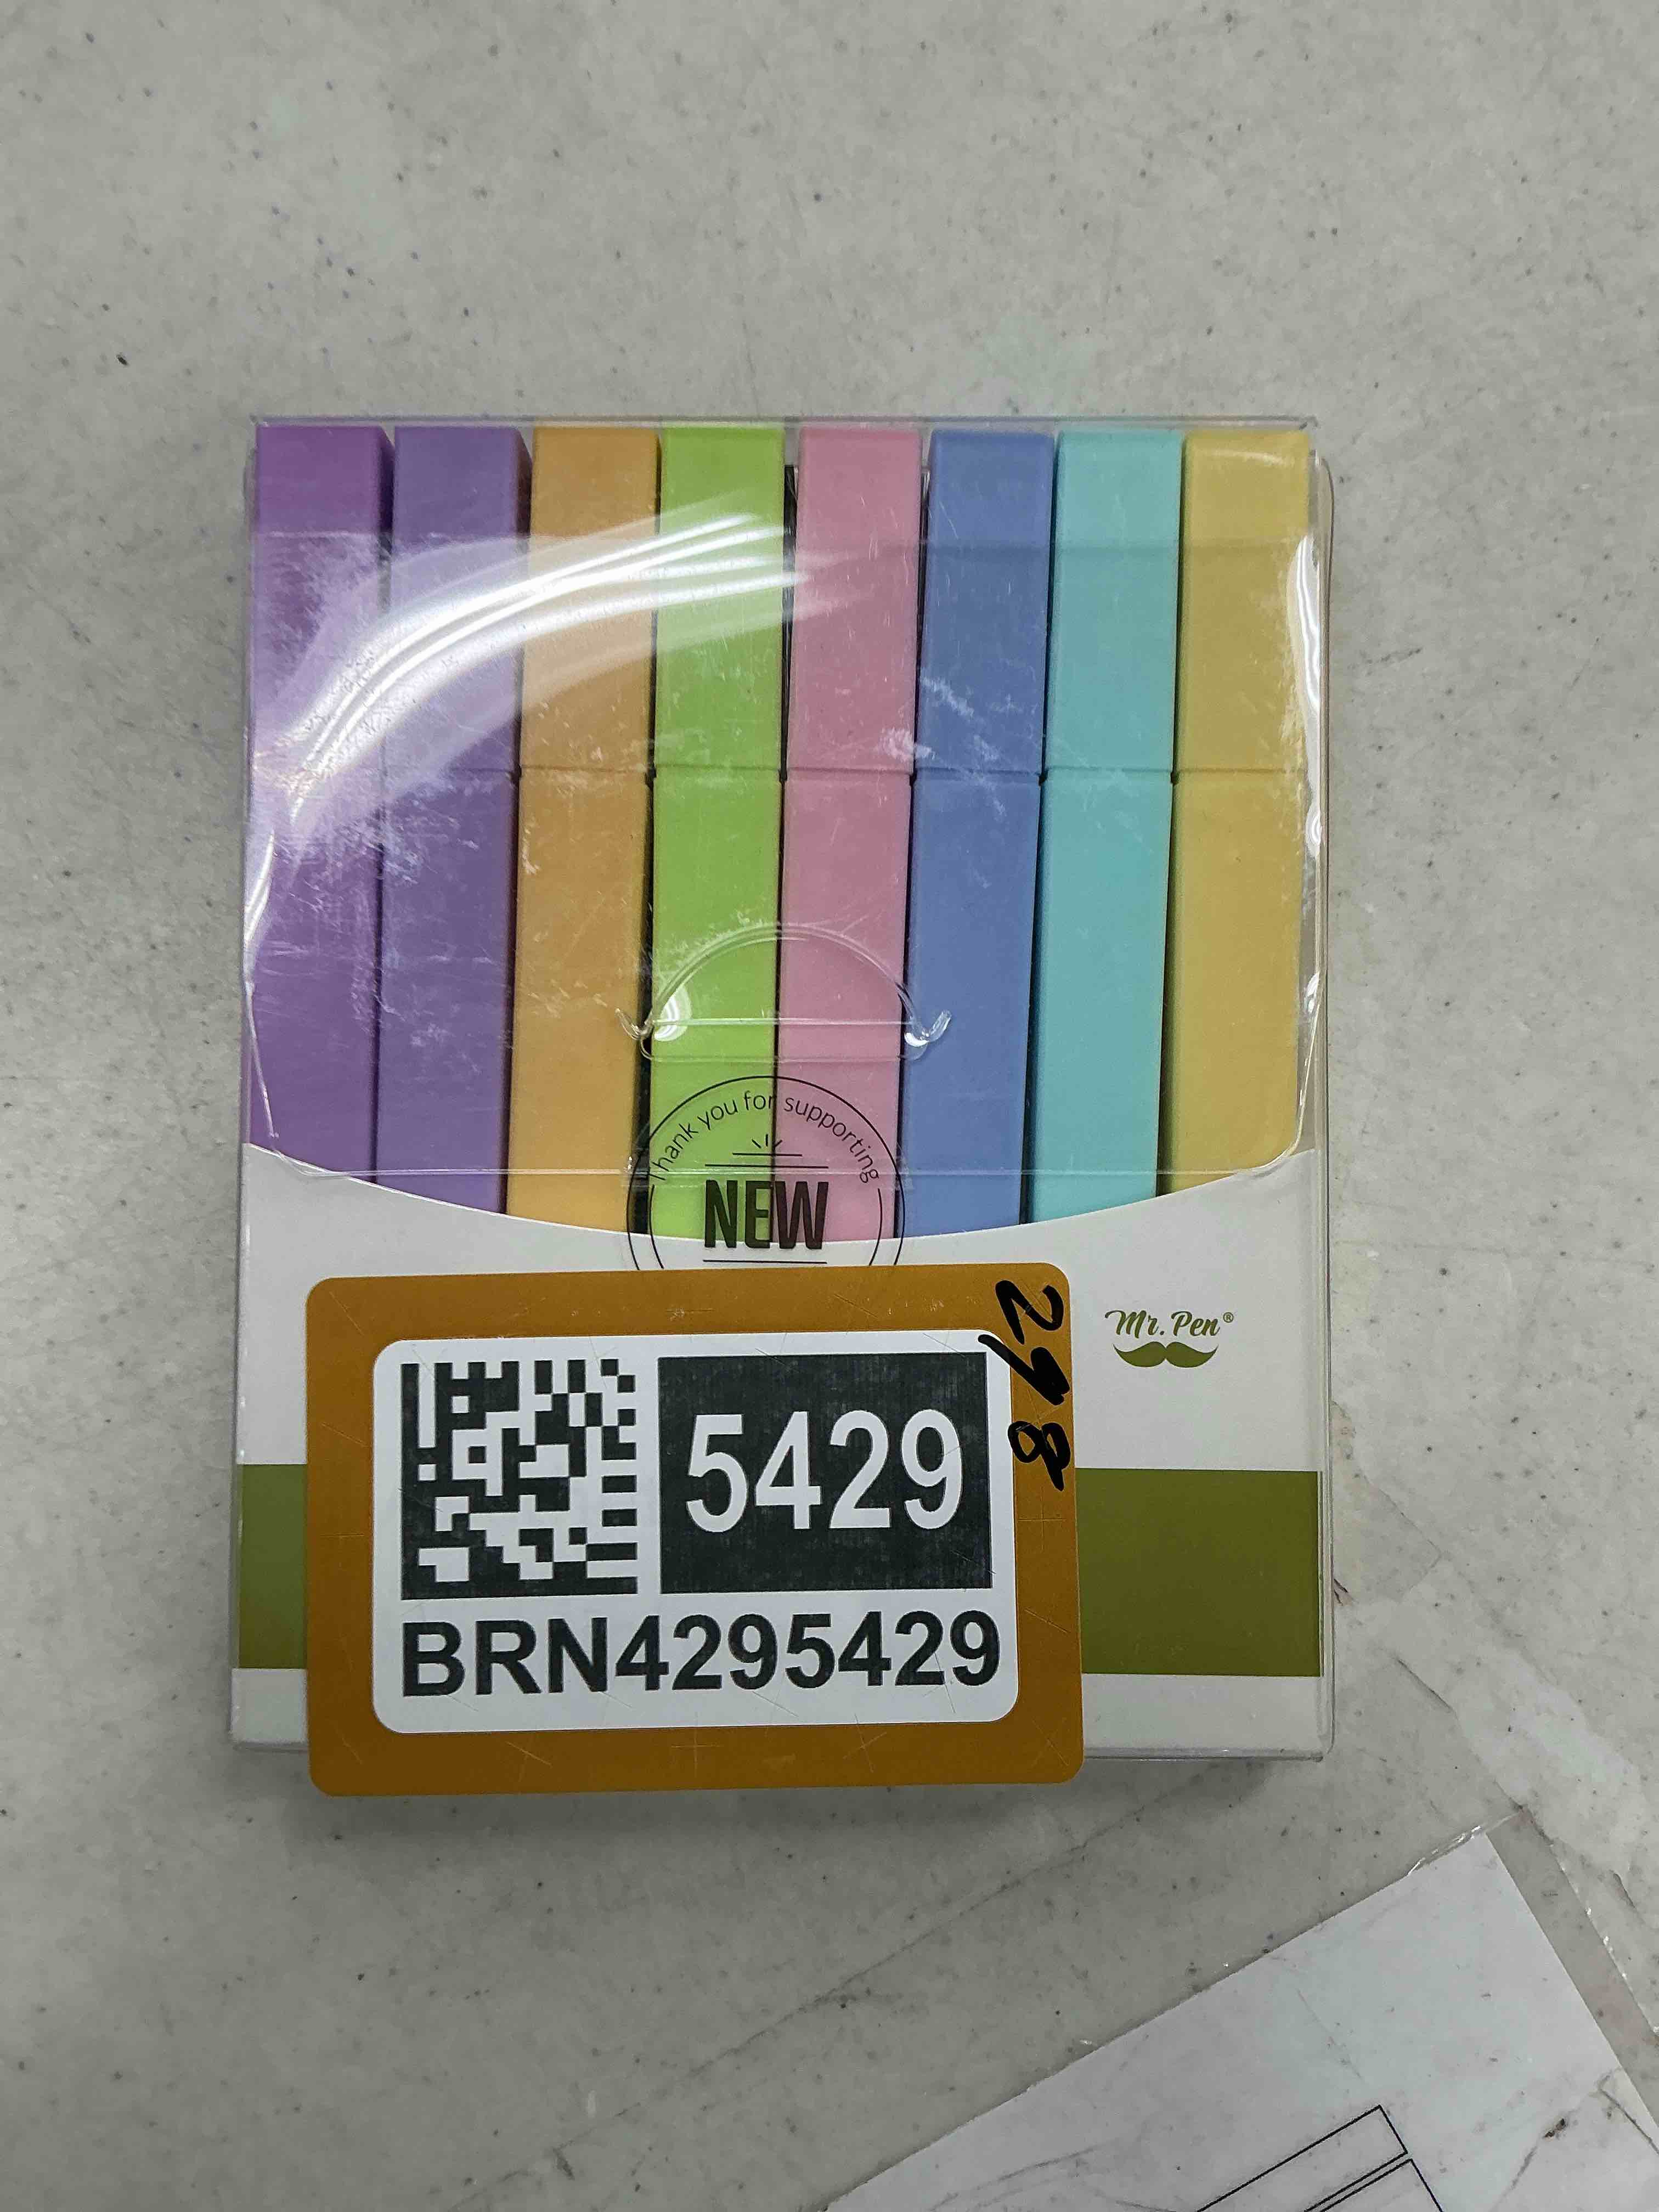 Thank you for supporting
NEW
Mr. Pen®
298
5429
BRN4295429